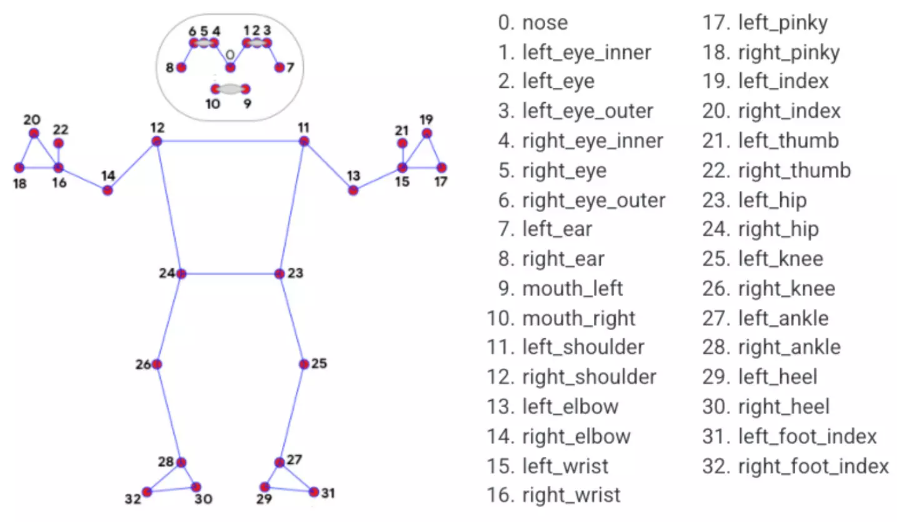 6 5 4 1 2 3
0
8 7
10 9
20 22 12 11 21 19
18 16 14 13 15 17
24 23
26 25
28 27
32 30 29 31
0. nose
1. left_eye_inner
2. left_eye
3. left_eye_outer
4. right_eye_inner
5. right_eye
6. right_eye_outer
7. left_ear
8. right_ear
9. mouth_left
10. mouth_right
11. left_shoulder
12. right_shoulder
13. left_elbow
14. right_elbow
15. left_wrist
16. right_wrist
17. left_pinky
18. right_pinky
19. left_index
20. right_index
21. left_thumb
22. right_thumb
23. left_hip
24. right_hip
25. left_knee
26. right_knee
27. left_ankle
28. right_ankle
29. left_heel
30. right_heel
31. left_foot_index
32. right_foot_index